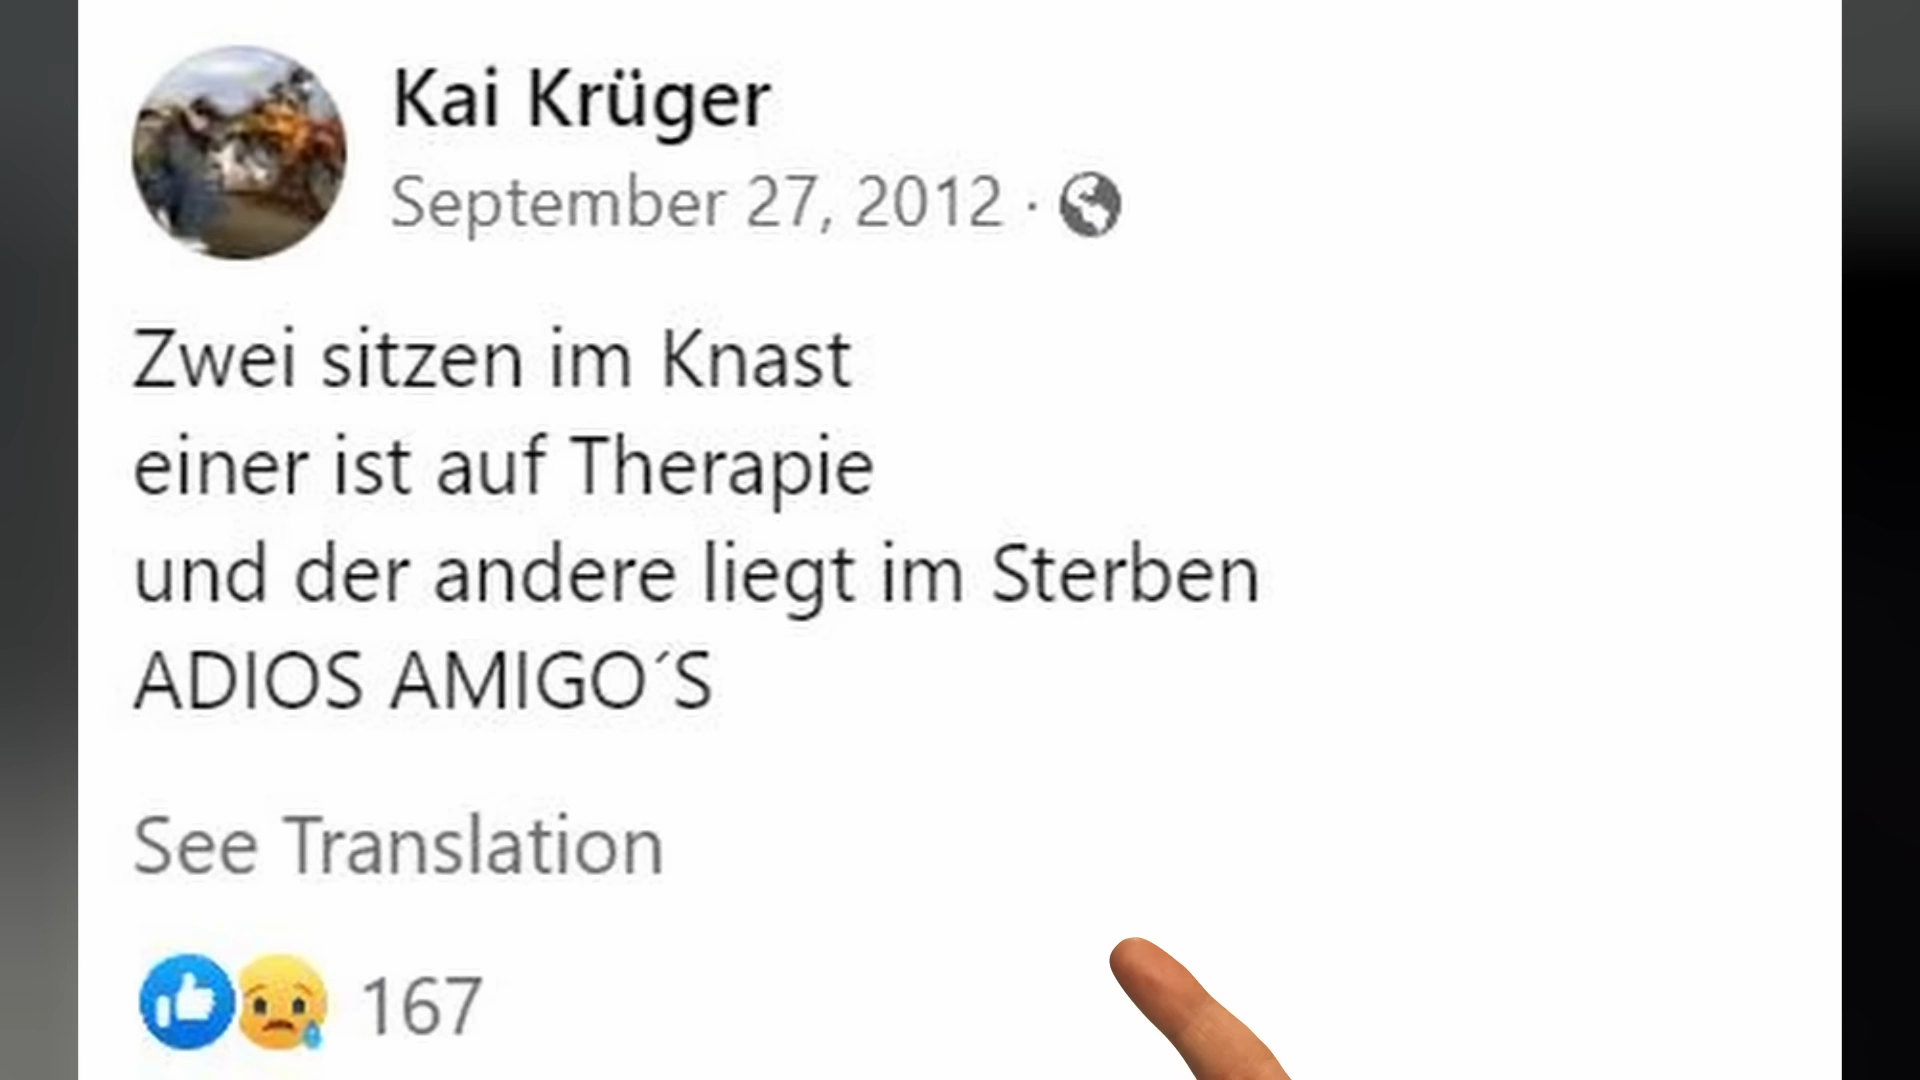 Kai Krüger
September 27, 2012 ·
Zwei sitzen im Knast
einer ist auf Therapie
und der andere liegt im Sterben
ADIOS AMIGO´S
See Translation
167